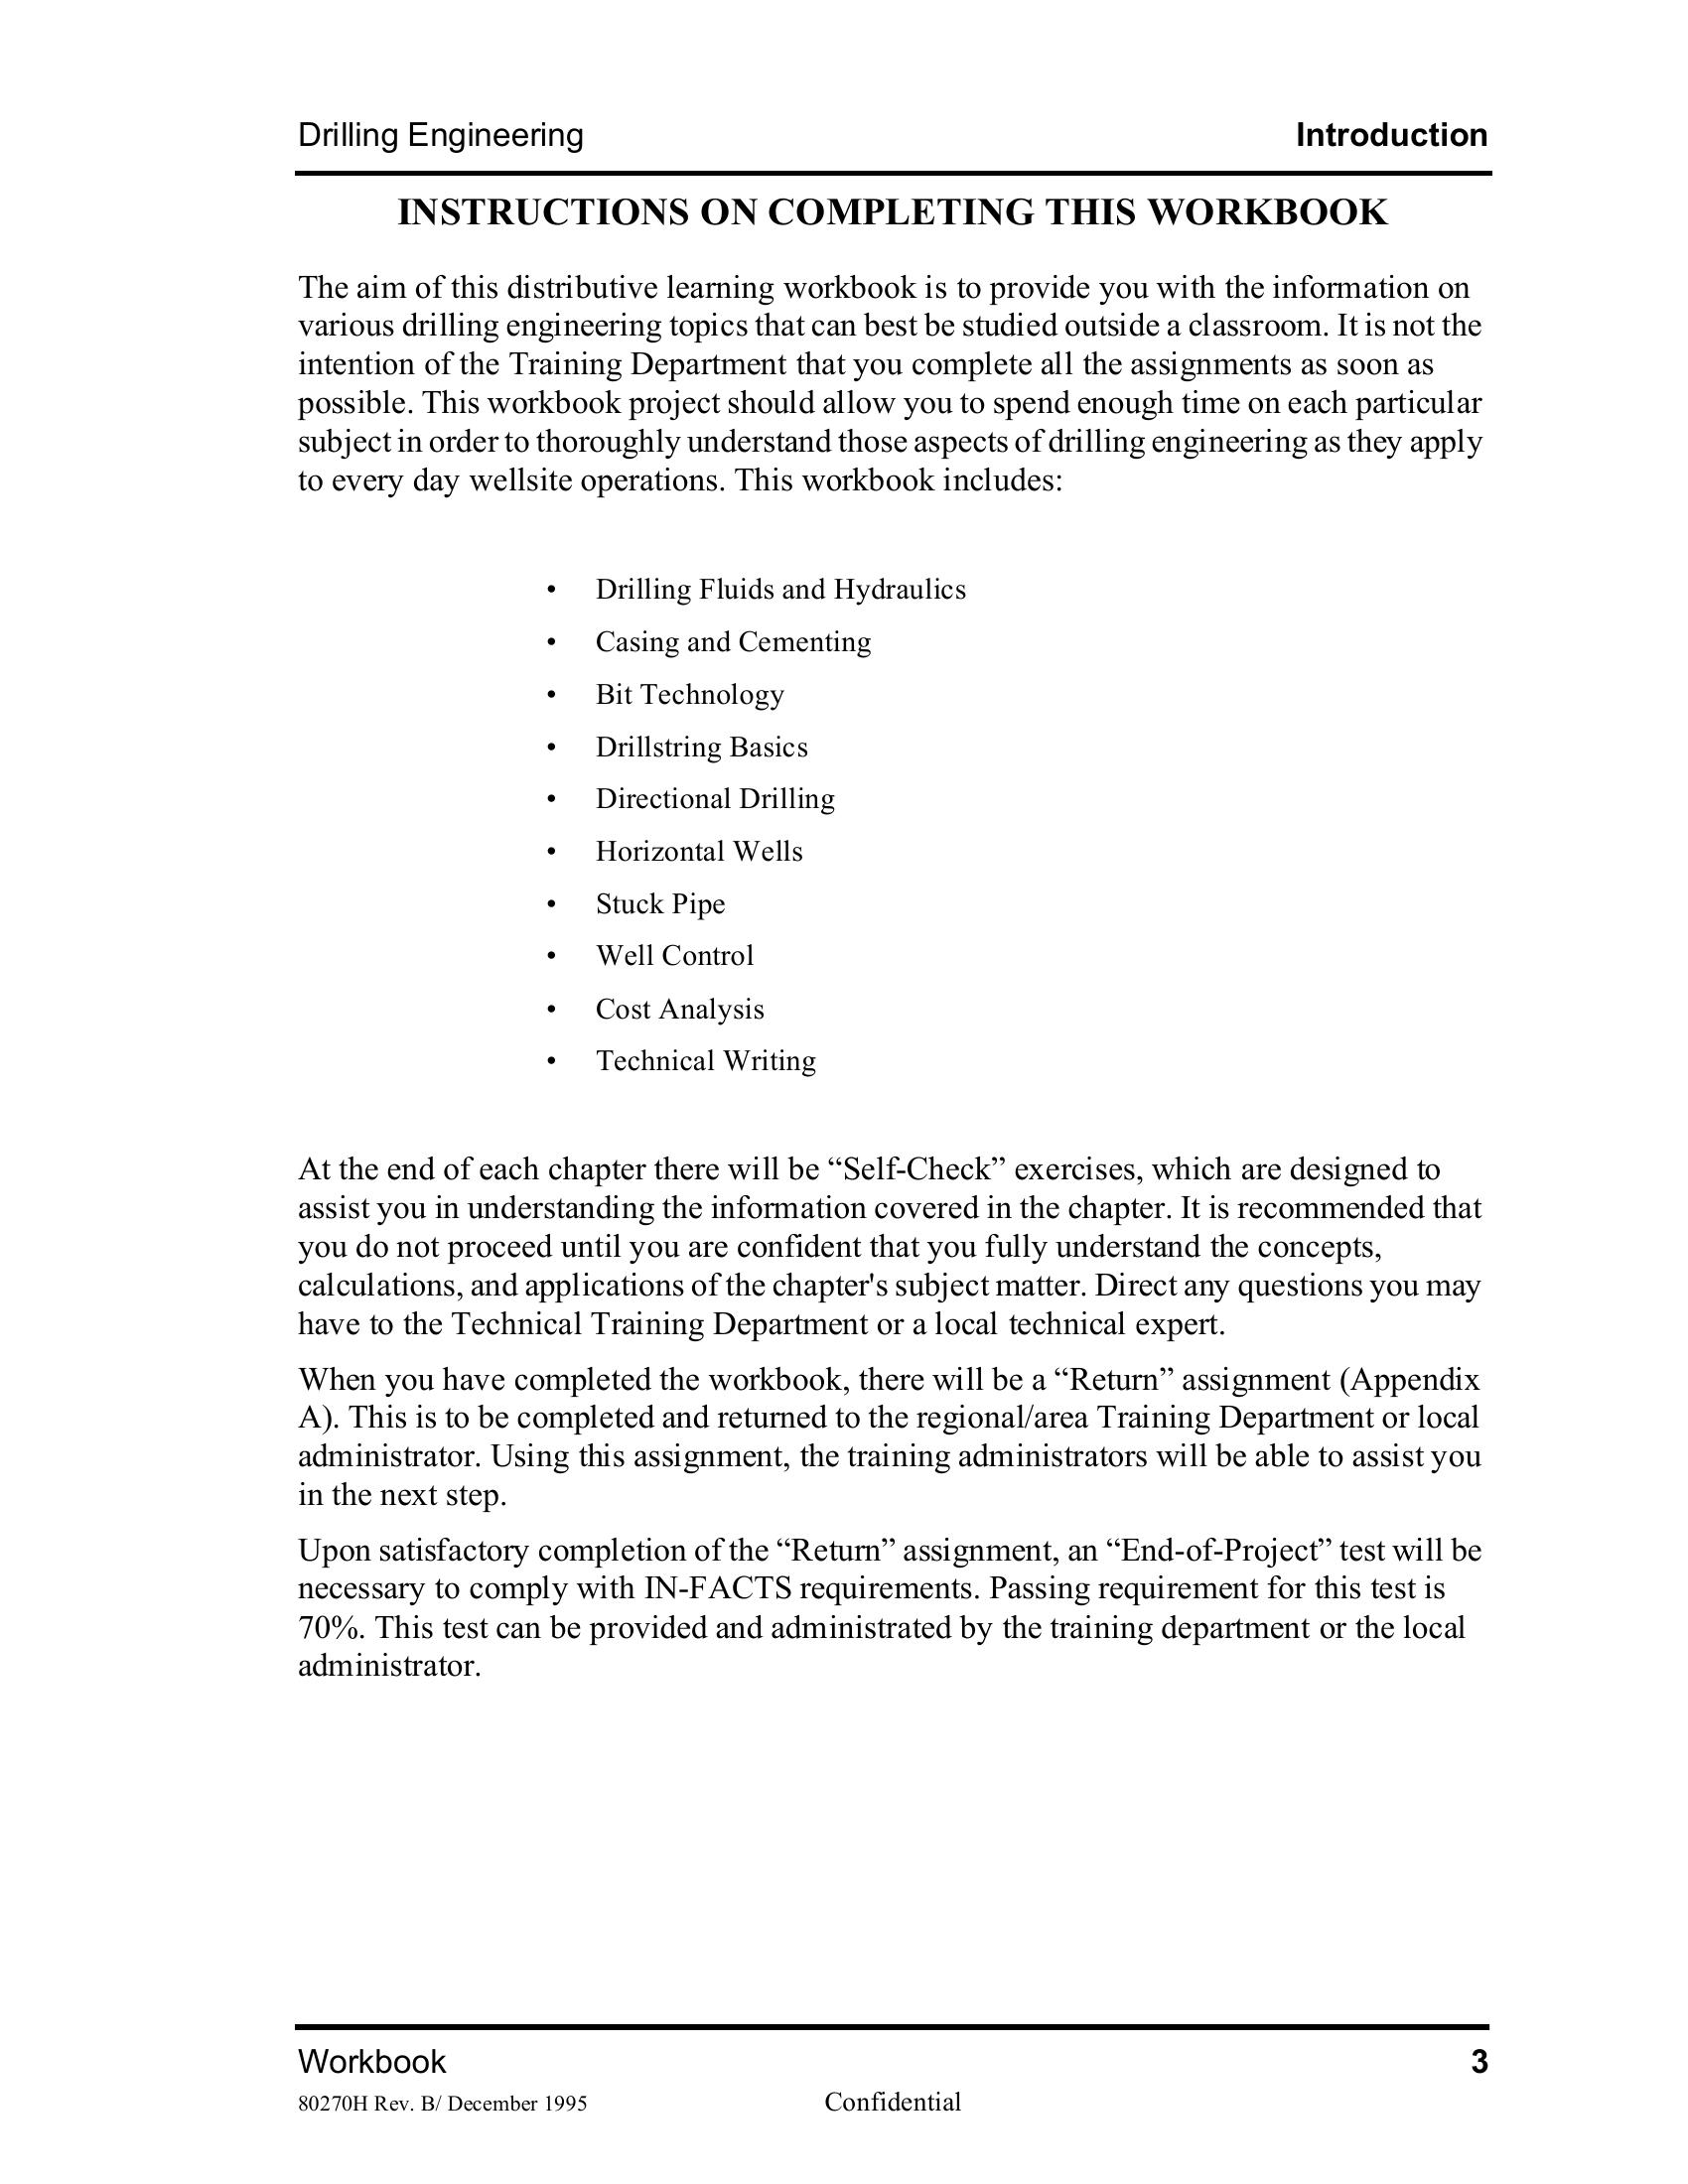 Drilling Engineering Introduction
INSTRUCTIONS ON COMPLETING THIS WORKBOOK
The aim of this distributive learning workbook is to provide you with the information on
various drilling engineering topics that can best be studied outside a classroom. It is not the
intention of the Training Department that you complete all the assignments as soon as
possible. This workbook project should allow you to spend enough time on each particular
subject in order to thoroughly understand those aspects of drilling engineering as they apply
to every day wellsite operations. This workbook includes:
• Drilling Fluids and Hydraulics
• Casing and Cementing
• Bit Technology
• Drillstring Basics
• Directional Drilling
• Horizontal Wells
• Stuck Pipe
• Well Control
• Cost Analysis
• Technical Writing
At the end of each chapter there will be “Self-Check” exercises, which are designed to
assist you in understanding the information covered in the chapter. It is recommended that
you do not proceed until you are confident that you fully understand the concepts,
calculations, and applications of the chapter's subject matter. Direct any questions you may
have to the Technical Training Department or a local technical expert.
When you have completed the workbook, there will be a “Return” assignment (Appendix
A). This is to be completed and returned to the regional/area Training Department or local
administrator. Using this assignment, the training administrators will be able to assist you
in the next step.
Upon satisfactory completion of the “Return” assignment, an “End-of-Project” test will be
necessary to comply with IN-FACTS requirements. Passing requirement for this test is
70%. This test can be provided and administrated by the training department or the local
administrator.
Workbook 3
80270H Rev. B/ December 1995 Confidential